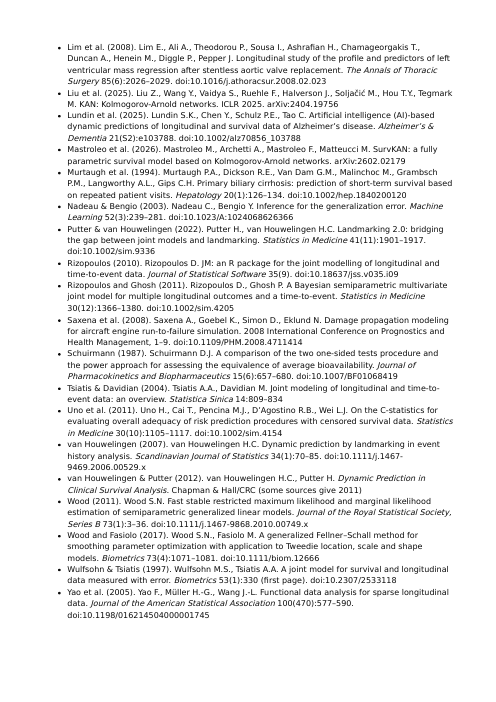 • Lim et al. (2008). Lim E., Ali A., Theodorou P., Sousa I., Ashrafian H., Chamageorgakis T.,
Duncan A., Henein M., Diggle P., Pepper J. Longitudinal study of the profile and predictors of left
ventricular mass regression after stentless aortic valve replacement. The Annals of Thoracic
Surgery 85(6):2026–2029. doi:10.1016/j.athoracsur.2008.02.023
• Liu et al. (2025). Liu Z., Wang Y., Vaidya S., Ruehle F., Halverson J., Soljačić M., Hou T.Y., Tegmark
M. KAN: Kolmogorov-Arnold networks. ICLR 2025. arXiv:2404.19756
• Lundin et al. (2025). Lundin S.K., Chen Y., Schulz P.E., Tao C. Artificial intelligence (AI)-based
dynamic predictions of longitudinal and survival data of Alzheimer’s disease. Alzheimer’s &
Dementia 21(S2):e103788. doi:10.1002/alz70856_103788
• Mastroleo et al. (2026). Mastroleo M., Archetti A., Mastroleo F., Matteucci M. SurvKAN: a fully
parametric survival model based on Kolmogorov-Arnold networks. arXiv:2602.02179
• Murtaugh et al. (1994). Murtaugh P.A., Dickson R.E., Van Dam G.M., Malinchoc M., Grambsch
P.M., Langworthy A.L., Gips C.H. Primary biliary cirrhosis: prediction of short-term survival based
on repeated patient visits. Hepatology 20(1):126–134. doi:10.1002/hep.1840200120
• Nadeau & Bengio (2003). Nadeau C., Bengio Y. Inference for the generalization error. Machine
Learning 52(3):239–281. doi:10.1023/A:1024068626366
• Putter & van Houwelingen (2022). Putter H., van Houwelingen H.C. Landmarking 2.0: bridging
the gap between joint models and landmarking. Statistics in Medicine 41(11):1901–1917.
doi:10.1002/sim.9336
• Rizopoulos (2010). Rizopoulos D. JM: an R package for the joint modelling of longitudinal and
time-to-event data. Journal of Statistical Software 35(9). doi:10.18637/jss.v035.i09
• Rizopoulos and Ghosh (2011). Rizopoulos D., Ghosh P. A Bayesian semiparametric multivariate
joint model for multiple longitudinal outcomes and a time-to-event. Statistics in Medicine
30(12):1366–1380. doi:10.1002/sim.4205
• Saxena et al. (2008). Saxena A., Goebel K., Simon D., Eklund N. Damage propagation modeling
for aircraft engine run-to-failure simulation. 2008 International Conference on Prognostics and
Health Management, 1–9. doi:10.1109/PHM.2008.4711414
• Schuirmann (1987). Schuirmann D.J. A comparison of the two one-sided tests procedure and
the power approach for assessing the equivalence of average bioavailability. Journal of
Pharmacokinetics and Biopharmaceutics 15(6):657–680. doi:10.1007/BF01068419
• Tsiatis & Davidian (2004). Tsiatis A.A., Davidian M. Joint modeling of longitudinal and time-to-
event data: an overview. Statistica Sinica 14:809–834
• Uno et al. (2011). Uno H., Cai T., Pencina M.J., D’Agostino R.B., Wei L.J. On the C-statistics for
evaluating overall adequacy of risk prediction procedures with censored survival data. Statistics
in Medicine 30(10):1105–1117. doi:10.1002/sim.4154
• van Houwelingen (2007). van Houwelingen H.C. Dynamic prediction by landmarking in event
history analysis. Scandinavian Journal of Statistics 34(1):70–85. doi:10.1111/j.1467-
9469.2006.00529.x
• van Houwelingen & Putter (2012). van Houwelingen H.C., Putter H. Dynamic Prediction in
Clinical Survival Analysis. Chapman & Hall/CRC (some sources give 2011)
• Wood (2011). Wood S.N. Fast stable restricted maximum likelihood and marginal likelihood
estimation of semiparametric generalized linear models. Journal of the Royal Statistical Society,
Series B 73(1):3–36. doi:10.1111/j.1467-9868.2010.00749.x
• Wood and Fasiolo (2017). Wood S.N., Fasiolo M. A generalized Fellner–Schall method for
smoothing parameter optimization with application to Tweedie location, scale and shape
models. Biometrics 73(4):1071–1081. doi:10.1111/biom.12666
• Wulfsohn & Tsiatis (1997). Wulfsohn M.S., Tsiatis A.A. A joint model for survival and longitudinal
data measured with error. Biometrics 53(1):330 (first page). doi:10.2307/2533118
• Yao et al. (2005). Yao F., Müller H.-G., Wang J.-L. Functional data analysis for sparse longitudinal
data. Journal of the American Statistical Association 100(470):577–590.
doi:10.1198/016214504000001745